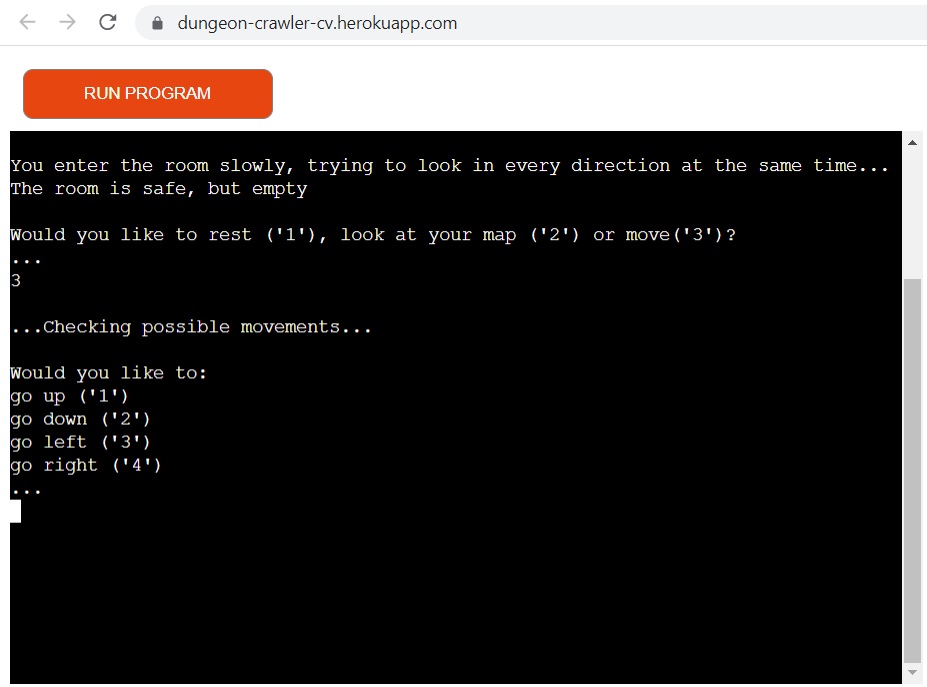 dungeon-crawler-cv.herokuapp.com
RUN PROGRAM
You enter the room slowly, trying to look in every direction at the same time...
The room is safe, but empty
Would you like to rest ('1'), look at your map ('2') or move('3')?
...
3
...Checking possible movements...
Would you like to:
go up ('1')
go down ('2')
go left ('3')
go right ('4')
...